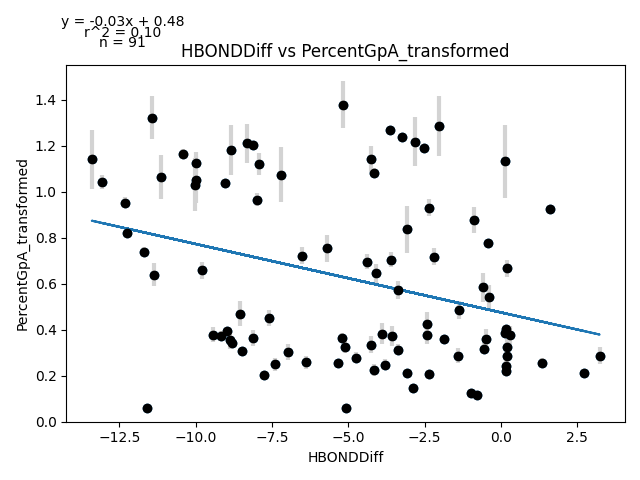 y = -0.03x + 0.48
r^2 = 0.10
n = 91
HBONDDiff vs PercentGpA_transformed
1.4
1.2
1.0
0.8
0.6
0.4
0.2
0.0
PercentGpA_transformed
−12.5 −10.0 −7.5 −5.0 −2.5 0.0 2.5
HBONDDiff